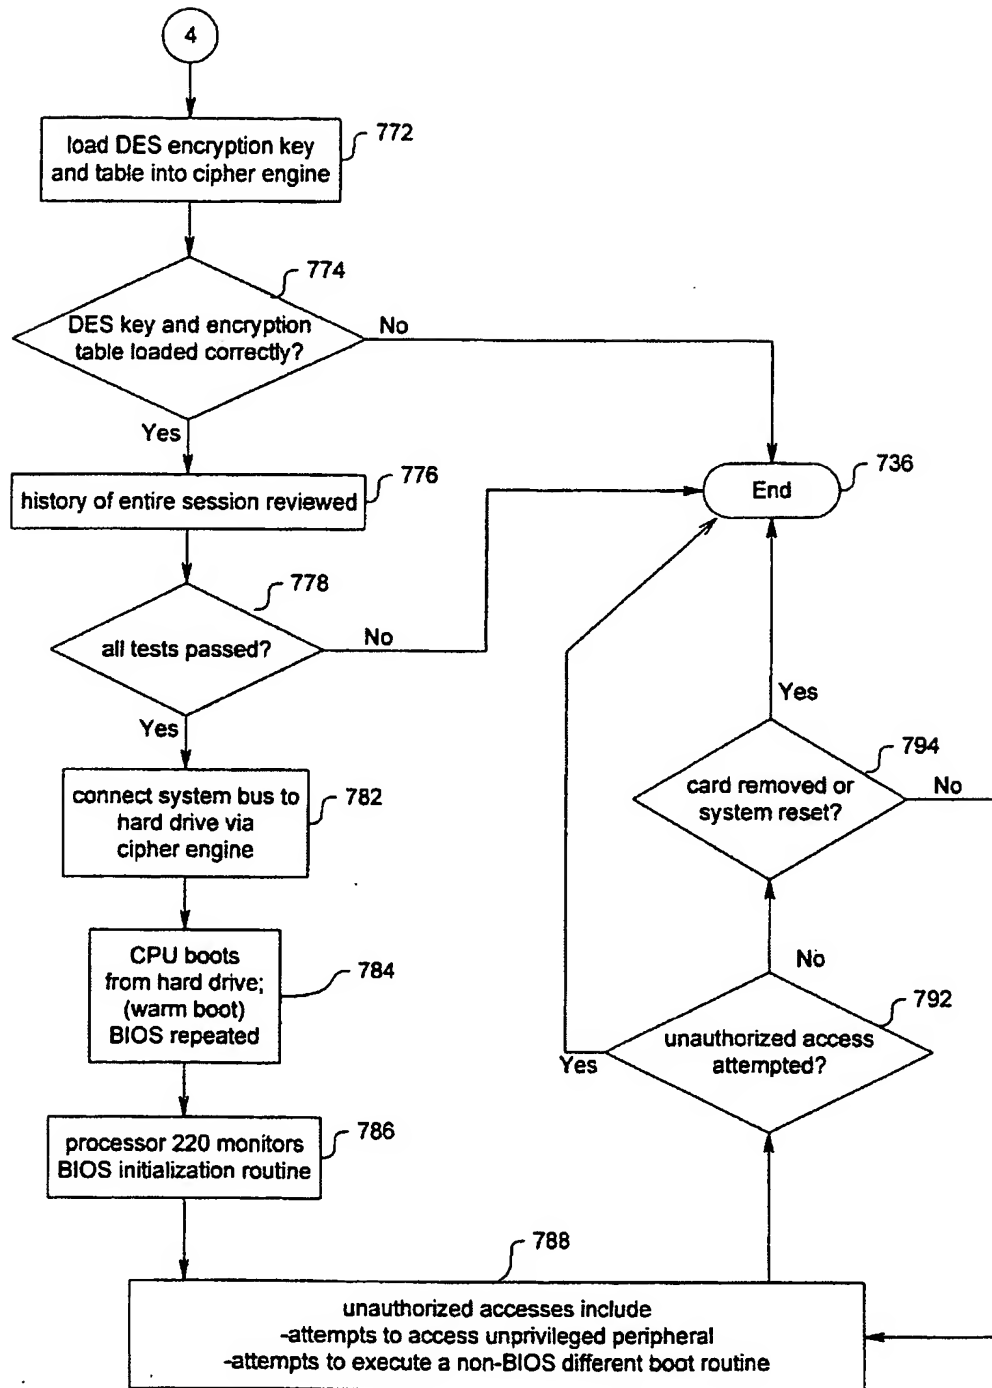 4
load DES encryption key
and table into cipher engine
772
774
DES key and encryption
table loaded correctly?
No
Yes
history of entire session reviewed
776
End
736
778
all tests passed?
No
Yes
connect system bus to
hard drive via
cipher engine
782
CPU boots
from hard drive;
(warm boot)
BIOS repeated
784
processor 220 monitors
BIOS initialization routine
786
788
unauthorized accesses include
-attempts to access unprivileged peripheral
-attempts to execute a non-BIOS different boot routine
792
unauthorized access
attempted?
Yes
No
794
card removed or
system reset?
Yes
No